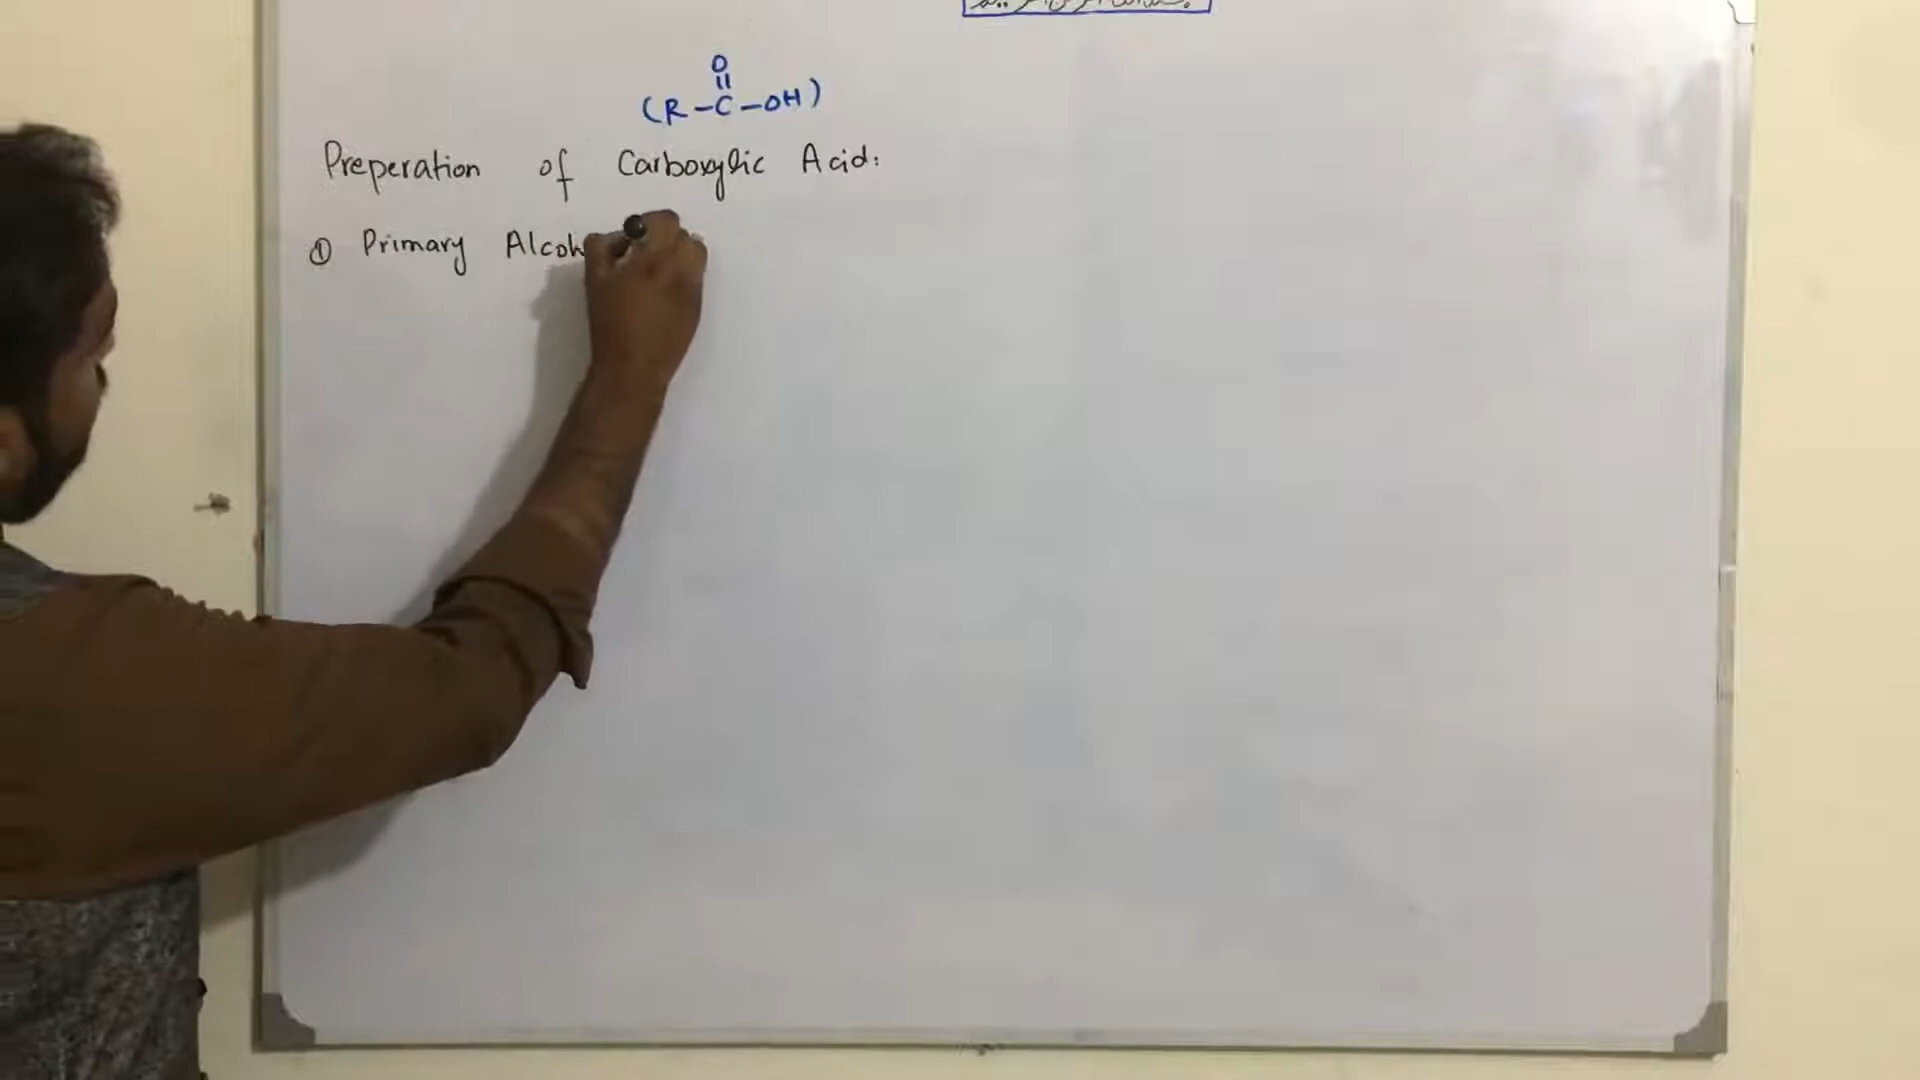 O
||
(R-C-OH)
Preperation of Carboxylic Acid:
① Primary Alcoh